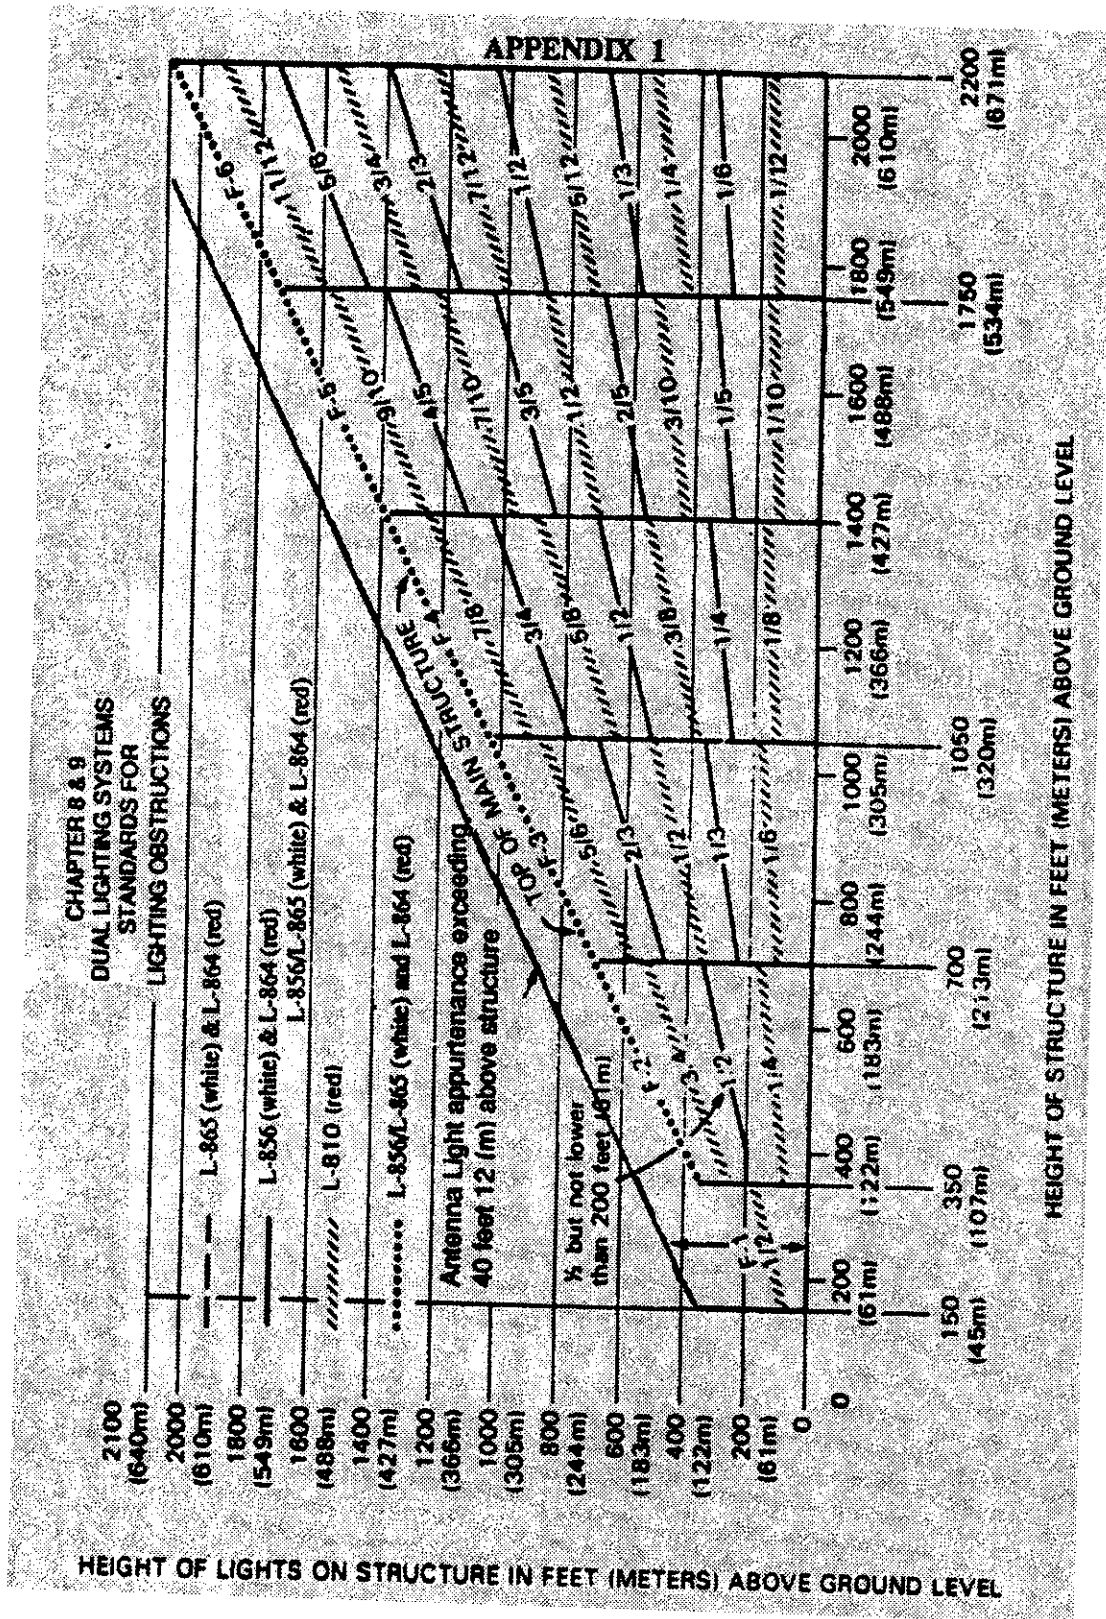 APPENDIX 1
CHAPTER 8 & 9
DUAL LIGHTING SYSTEMS
STANDARDS FOR
LIGHTING OBSTRUCTIONS
L-865 (white) & L-864 (red)
L-856 (white) & L-864 (red)
L-856/L-865 (white) & L-864 (red)
L-810 (red)
L-856/L-865 (white) and L-864 (red)
Antenna Light appurtenance exceeding
40 feet 12 (m) above structure
TOP OF MAIN STRUCTURE
½ but not lower
than 200 feet (61m)
HEIGHT OF LIGHTS ON STRUCTURE IN FEET (METERS) ABOVE GROUND LEVEL
2100
(640m)
2000
(610m)
1800
(549m)
1600
(488m)
1400
(427m)
1200
(366m)
1000
(305m)
800
(244m)
600
(183m)
400
(122m)
200
(61m)
0
F-1
1/2
F-2
3/4
1/2
1/4
F-3
5/6
2/3
1/2
1/3
1/6
F-4
7/8
3/4
5/8
1/2
3/8
1/4
1/8
F-5
9/10
4/5
7/10
3/5
1/2
2/5
3/10
1/5
1/10
F-6
11/12
5/6
3/4
2/3
7/12
1/2
5/12
1/3
1/4
1/6
1/12
0
200
(61m)
400
(122m)
600
(183m)
800
(244m)
1000
(305m)
1200
(366m)
1400
(427m)
1600
(488m)
1800
(549m)
2000
(610m)
150
(45m)
350
(107m)
700
(213m)
1050
(320m)
1750
(534m)
2200
(671m)
HEIGHT OF STRUCTURE IN FEET (METERS) ABOVE GROUND LEVEL